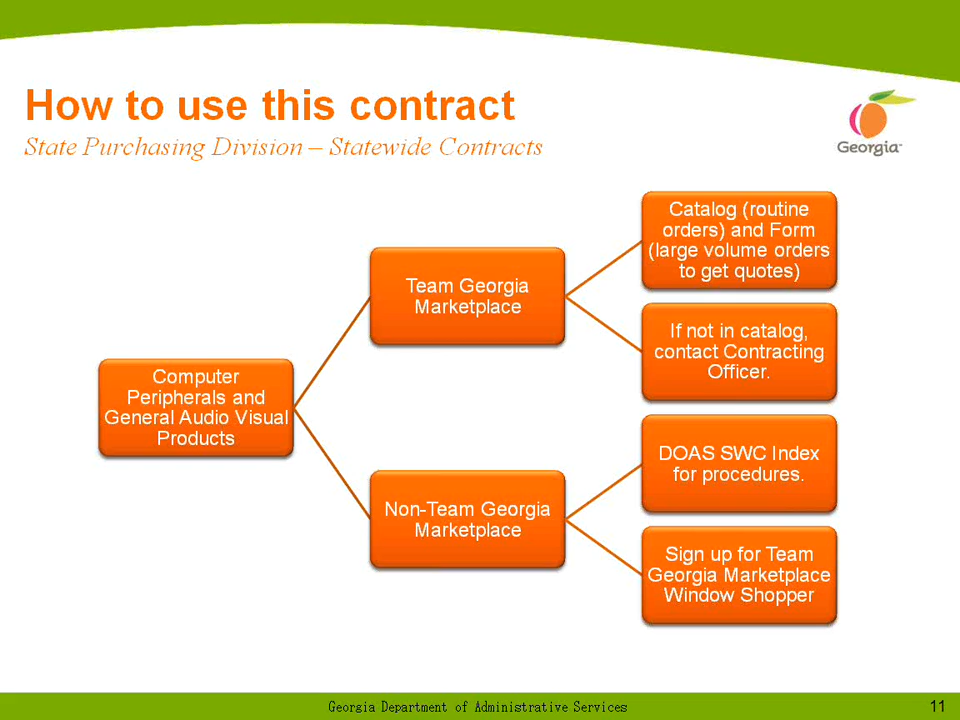 How to use this contract
State Purchasing Division – Statewide Contracts
Georgia™
Computer
Peripherals and
General Audio Visual
Products
Team Georgia
Marketplace
Catalog (routine
orders) and Form
(large volume orders
to get quotes)
If not in catalog,
contact Contracting
Officer.
Non-Team Georgia
Marketplace
DOAS SWC Index
for procedures.
Sign up for Team
Georgia Marketplace
Window Shopper
Georgia Department of Administrative Services
11